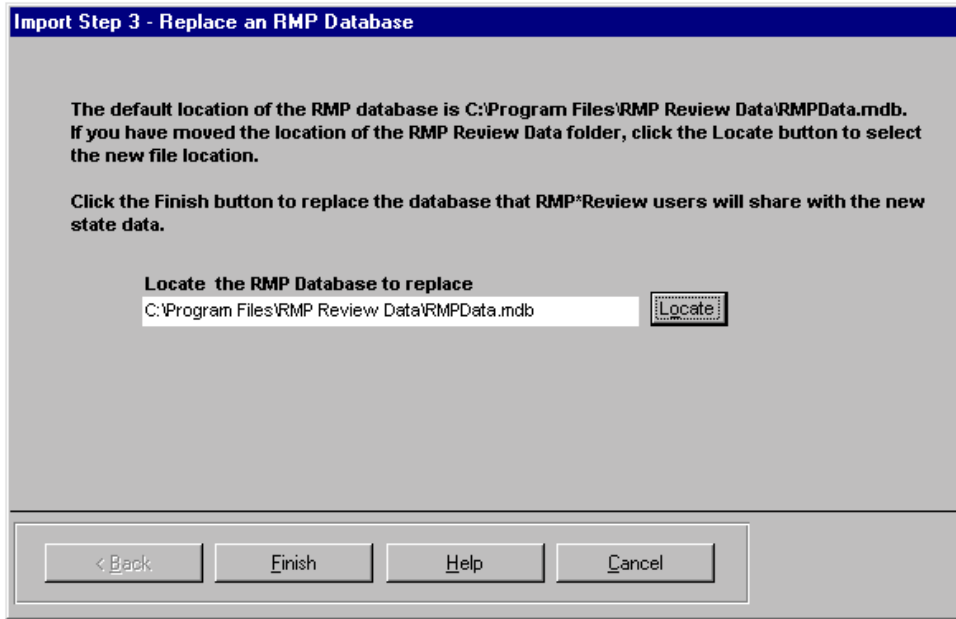 Import Step 3 - Replace an RMP Database
The default location of the RMP database is C:\Program Files\RMP Review Data\RMPData.mdb.
If you have moved the location of the RMP Review Data folder, click the Locate button to select
the new file location.
Click the Finish button to replace the database that RMP*Review users will share with the new
state data.
Locate  the RMP Database to replace
C:\Program Files\RMP Review Data\RMPData.mdb
Locate
< Back
Finish
Help
Cancel